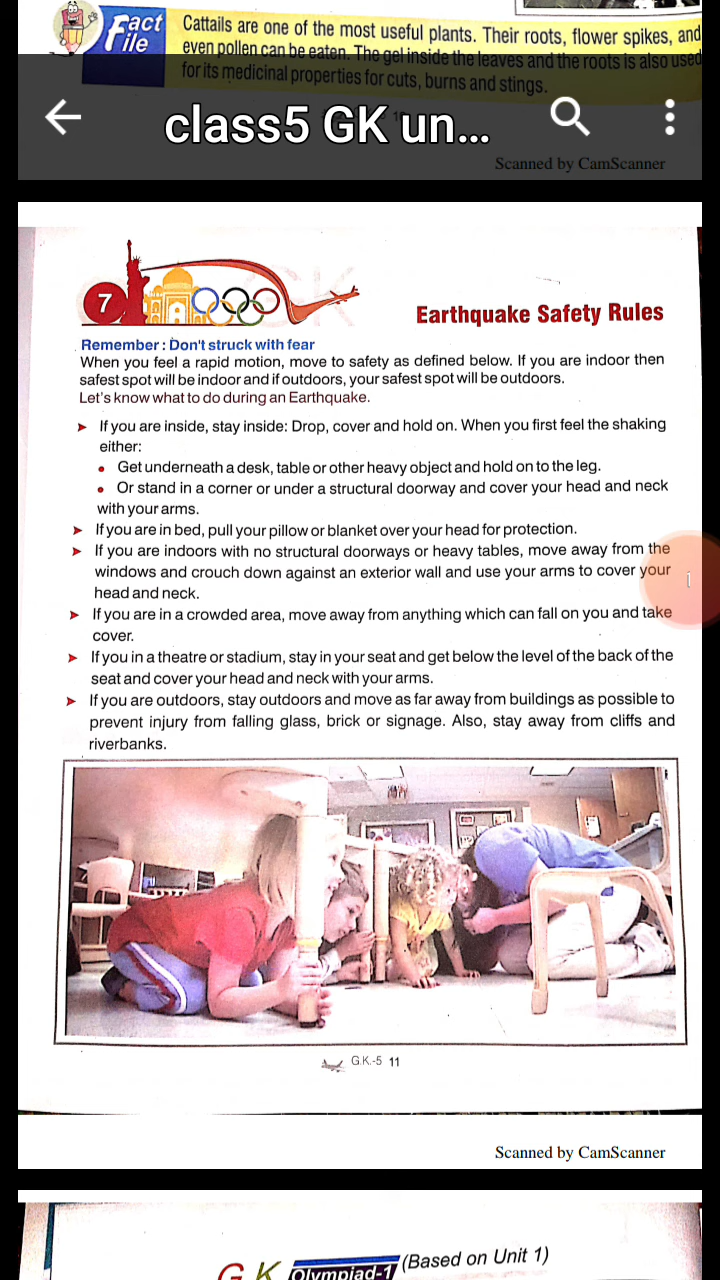 Fact File
Cattails are one of the most useful plants. Their roots, flower spikes, and
even pollen can be eaten. The gel inside the leaves and the roots is also used
for its medicinal properties for cuts, burns and stings.
class5 GK un...
Scanned by CamScanner
7
Earthquake Safety Rules
Remember : Don't struck with fear
When you feel a rapid motion, move to safety as defined below. If you are indoor then
safest spot will be indoor and if outdoors, your safest spot will be outdoors.
Let's know what to do during an Earthquake.
➤ If you are inside, stay inside: Drop, cover and hold on. When you first feel the shaking
either:
• Get underneath a desk, table or other heavy object and hold on to the leg.
• Or stand in a corner or under a structural doorway and cover your head and neck
with your arms.
➤ If you are in bed, pull your pillow or blanket over your head for protection.
➤ If you are indoors with no structural doorways or heavy tables, move away from the
windows and crouch down against an exterior wall and use your arms to cover your
head and neck.
➤ If you are in a crowded area, move away from anything which can fall on you and take
cover.
➤ If you in a theatre or stadium, stay in your seat and get below the level of the back of the
seat and cover your head and neck with your arms.
➤ If you are outdoors, stay outdoors and move as far away from buildings as possible to
prevent injury from falling glass, brick or signage. Also, stay away from cliffs and
riverbanks.
G.K.-5 11
Scanned by CamScanner
G K Olympiad-1 (Based on Unit 1)